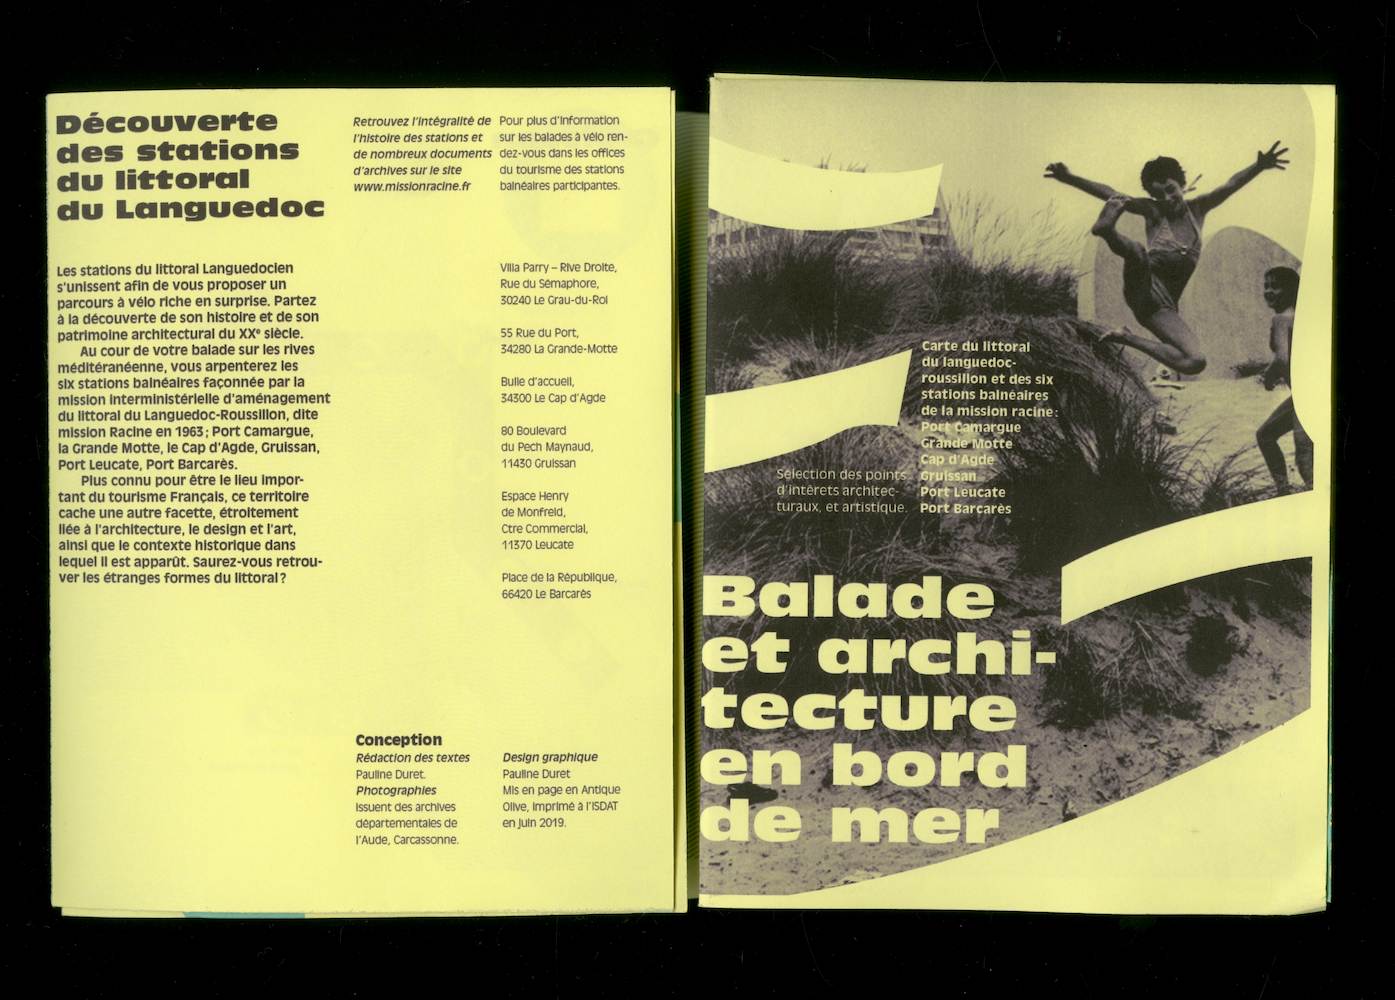 Découverte
des stations
du littoral
du Languedoc
Retrouvez l'intégralité de
l'histoire des stations et
de nombreux documents
d'archives sur le site
www.missionracine.fr
Pour plus d'information
sur les balades à vélo ren-
dez-vous dans les offices
du tourisme des stations
balnéaires participantes.
Les stations du littoral Languedocien
s'unissent afin de vous proposer un
parcours à vélo riche en surprise. Partez
à la découverte de son histoire et de son
patrimoine architectural du XXᵉ siècle.
Au cour de votre balade sur les rives
méditéranéenne, vous arpenterez les
six stations balnéaires façonnée par la
mission interministérielle d'aménagement
du littoral du Languedoc-Roussillon, dite
mission Racine en 1963 ; Port Camargue,
la Grande Motte, le Cap d'Agde, Gruissan,
Port Leucate, Port Barcarès.
Plus connu pour être le lieu impor-
tant du tourisme Français, ce territoire
cache une autre facette, étroitement
liée à l'architecture, le design et l'art,
ainsi que le contexte historique dans
lequel il est apparût. Saurez-vous retrou-
ver les étranges formes du littoral ?
Villa Parry – Rive Droite,
Rue du Sémaphore,
30240 Le Grau-du-Roi
55 Rue du Port,
34280 La Grande-Motte
Bulle d'accueil,
34300 Le Cap d'Agde
80 Boulevard
du Pech Maynaud,
11430 Gruissan
Espace Henry
de Monfreid,
Ctre Commercial,
11370 Leucate
Place de la République,
66420 Le Barcarès
Conception
Rédaction des textes
Pauline Duret.
Photographies
Issuent des archives
départementales de
l'Aude, Carcassonne.
Design graphique
Pauline Duret
Mis en page en Antique
Olive, imprimé à l'ISDAT
en juin 2019.
Carte du littoral
du languedoc-
roussillon et des six
stations balnéaires
de la mission racine :
Port Camargue
Grande Motte
Cap d'Agde
Gruissan
Port Leucate
Port Barcarès
Sélection des points
d'intèrets architec-
turaux, et artistique.
Balade
et archi-
tecture
en bord
de mer